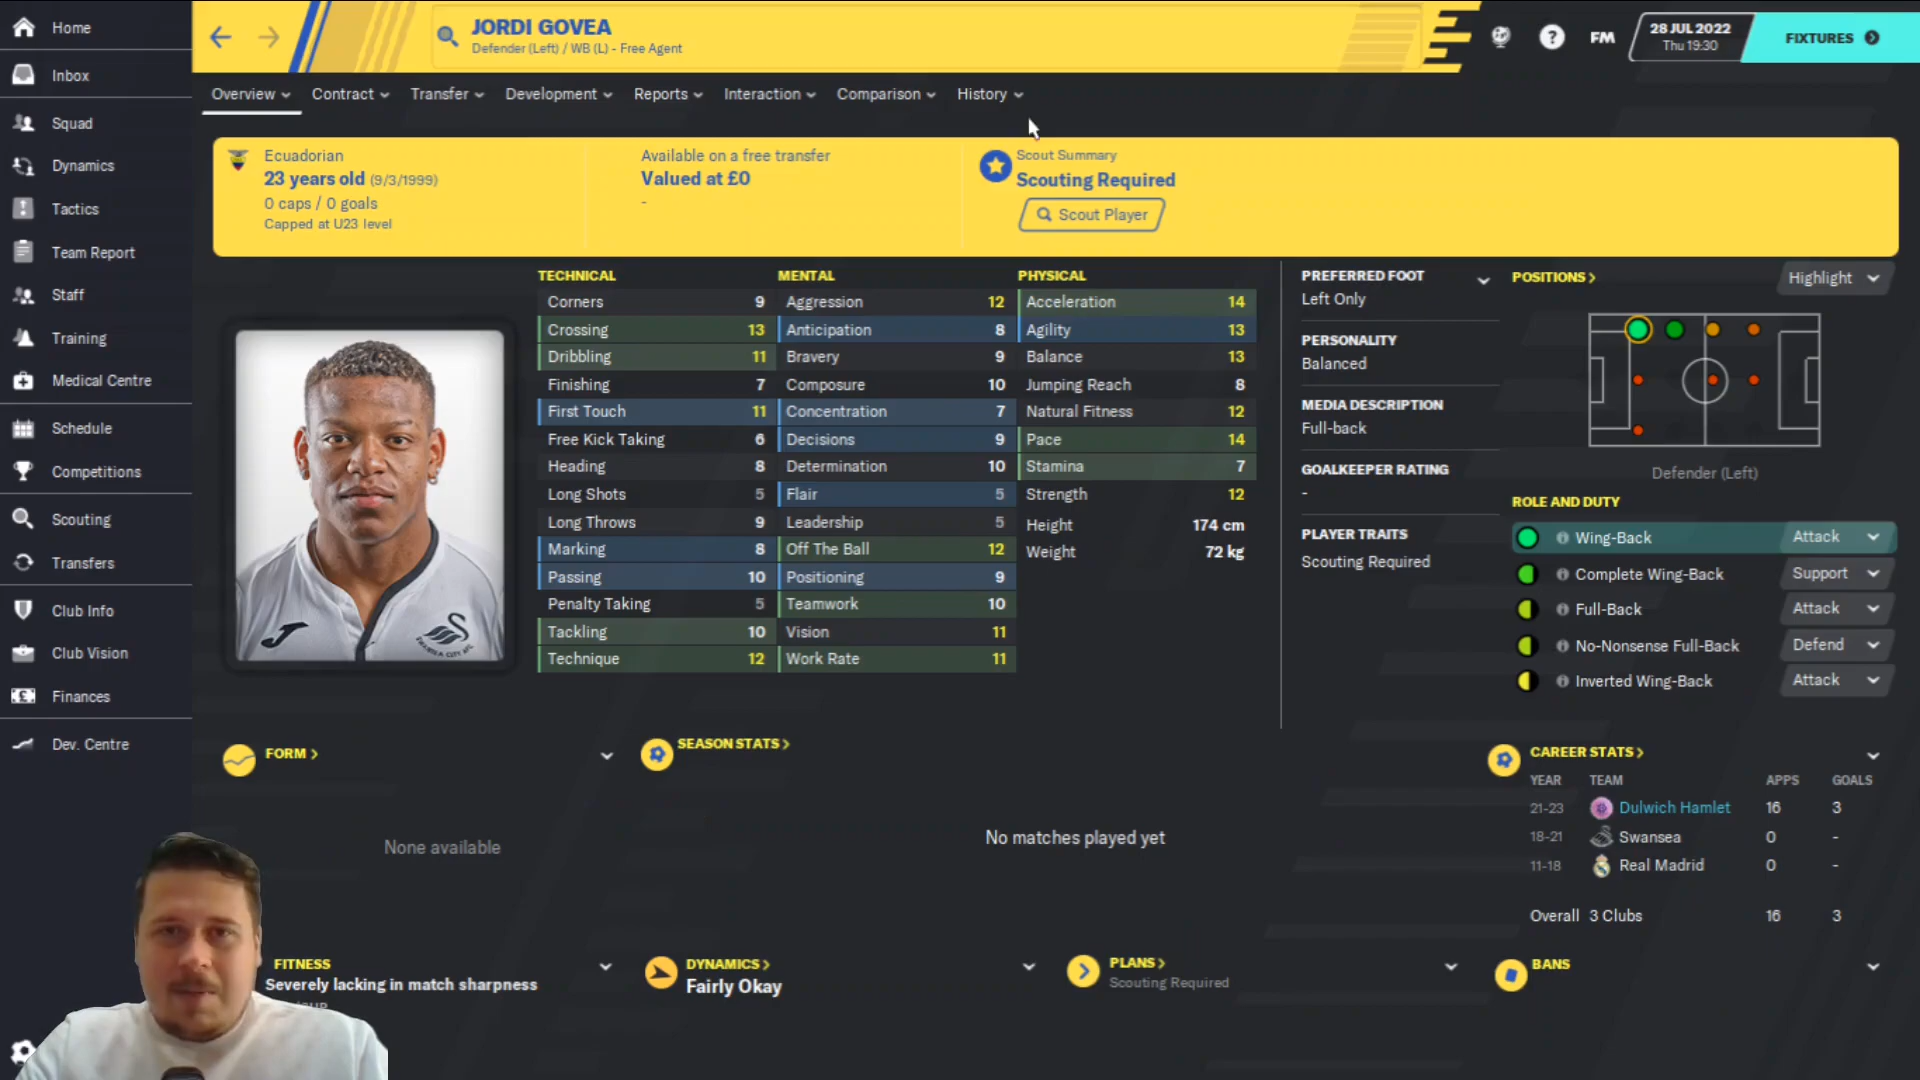 Home
Inbox
Squad
Dynamics
Tactics
Team Report
Staff
Training
Medical Centre
Schedule
Competitions
Scouting
Transfers
Club Info
Club Vision
Finances
Dev. Centre
JORDI GOVEA
Defender (Left) / WB (L) - Free Agent
? FM
28 JUL 2022
Thu 19:30
FIXTURES
Overview Contract Transfer Development Reports Interaction Comparison History
Ecuadorian
23 years old (9/3/1999)
0 caps / 0 goals
Capped at U23 level
Available on a free transfer
Valued at £0
-
Scout Summary
Scouting Required
Scout Player
TECHNICAL
Corners 9
Crossing 13
Dribbling 11
Finishing 7
First Touch 11
Free Kick Taking 6
Heading 8
Long Shots 5
Long Throws 9
Marking 8
Passing 10
Penalty Taking 5
Tackling 10
Technique 12
MENTAL
Aggression 12
Anticipation 8
Bravery 9
Composure 10
Concentration 7
Decisions 9
Determination 10
Flair 5
Leadership 5
Off The Ball 12
Positioning 9
Teamwork 10
Vision 11
Work Rate 11
PHYSICAL
Acceleration 14
Agility 13
Balance 13
Jumping Reach 8
Natural Fitness 12
Pace 14
Stamina 7
Strength 12
Height 174 cm
Weight 72 kg
PREFERRED FOOT
Left Only
PERSONALITY
Balanced
MEDIA DESCRIPTION
Full-back
GOALKEEPER RATING
-
PLAYER TRAITS
Scouting Required
POSITIONS >
Highlight
Defender (Left)
ROLE AND DUTY
Wing-Back Attack
Complete Wing-Back Support
Full-Back Attack
No-Nonsense Full-Back Defend
Inverted Wing-Back Attack
SWANSEA CITY AFC
FORM >
None available
SEASON STATS >
No matches played yet
CAREER STATS >
YEAR TEAM APPS GOALS
21-23 Dulwich Hamlet 16 3
18-21 Swansea 0 -
11-18 Real Madrid 0 -
Overall 3 Clubs 16 3
FITNESS
Severely lacking in match sharpness
DYNAMICS >
Fairly Okay
PLANS >
Scouting Required
BANS